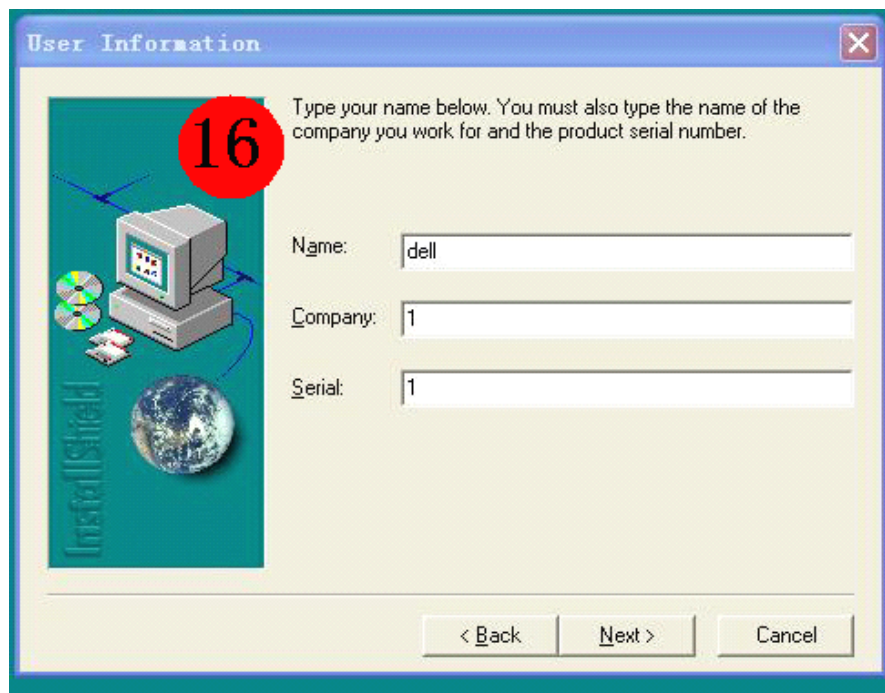 User Information
16
Type your name below. You must also type the name of the
company you work for and the product serial number.
Name: dell
Company: 1
Serial: 1
InstallShield
< Back Next > Cancel